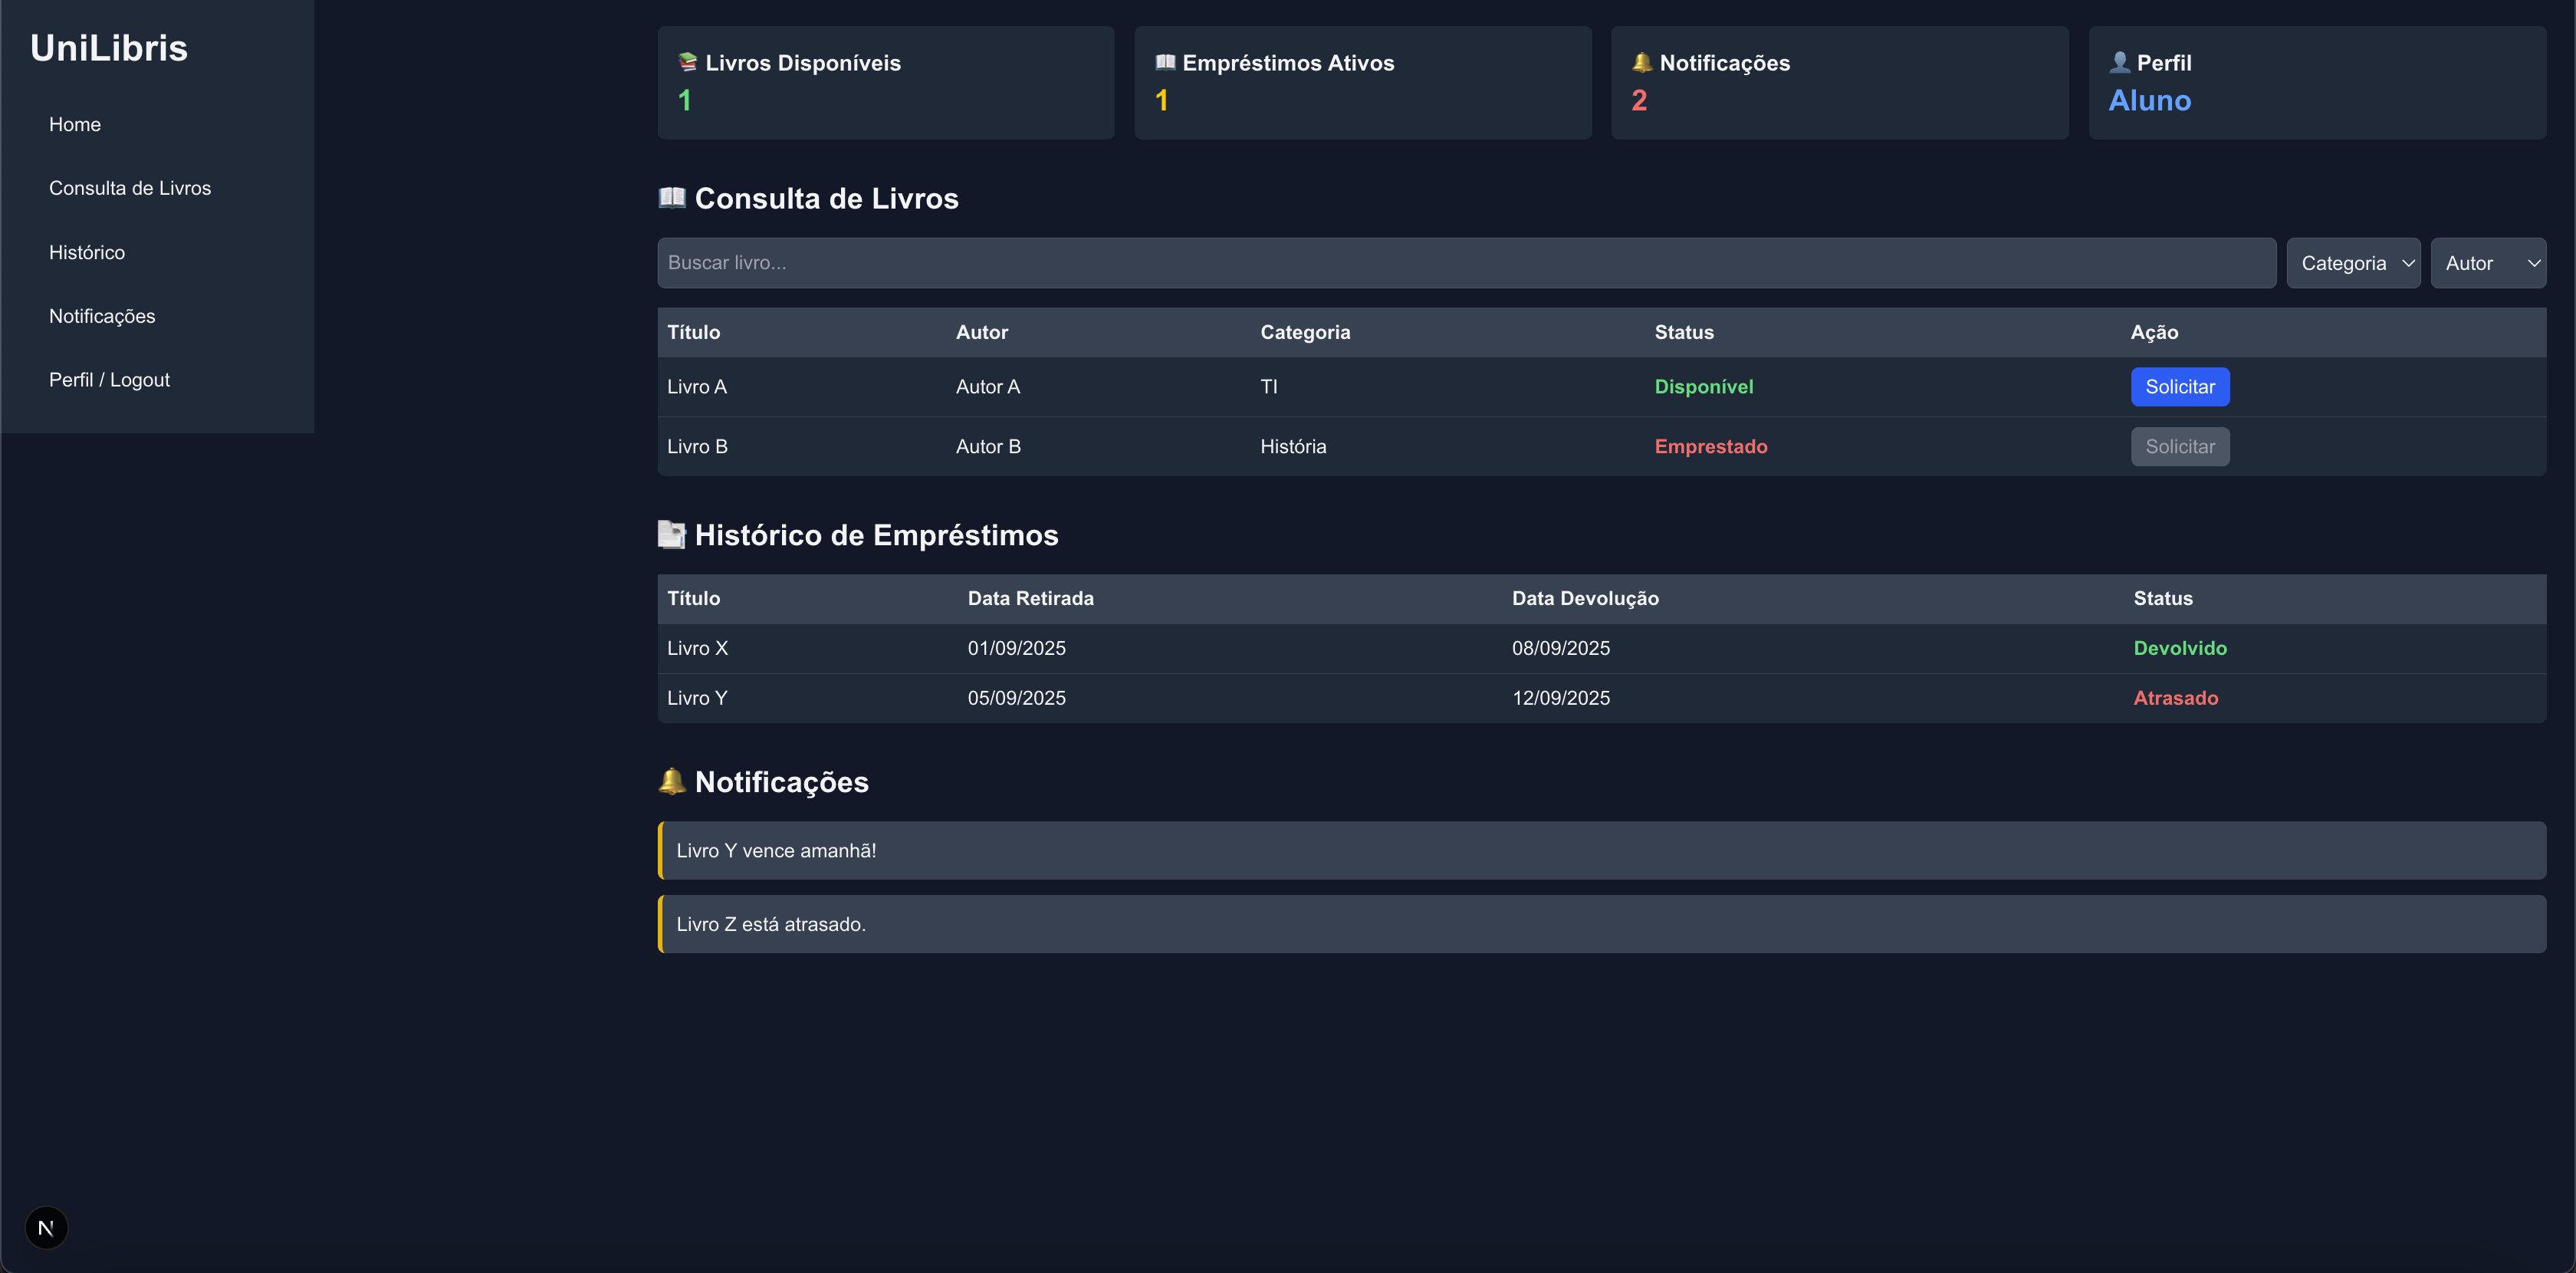 UniLibris
Home
Consulta de Livros
Histórico
Notificações
Perfil / Logout
📚 Livros Disponíveis
1
📖 Empréstimos Ativos
1
🔔 Notificações
2
👤 Perfil
Aluno
📖 Consulta de Livros
Buscar livro... Categoria Autor
Título Autor Categoria Status Ação
Livro A Autor A TI Disponível Solicitar
Livro B Autor B História Emprestado Solicitar
📑 Histórico de Empréstimos
Título Data Retirada Data Devolução Status
Livro X 01/09/2025 08/09/2025 Devolvido
Livro Y 05/09/2025 12/09/2025 Atrasado
🔔 Notificações
Livro Y vence amanhã!
Livro Z está atrasado.
N